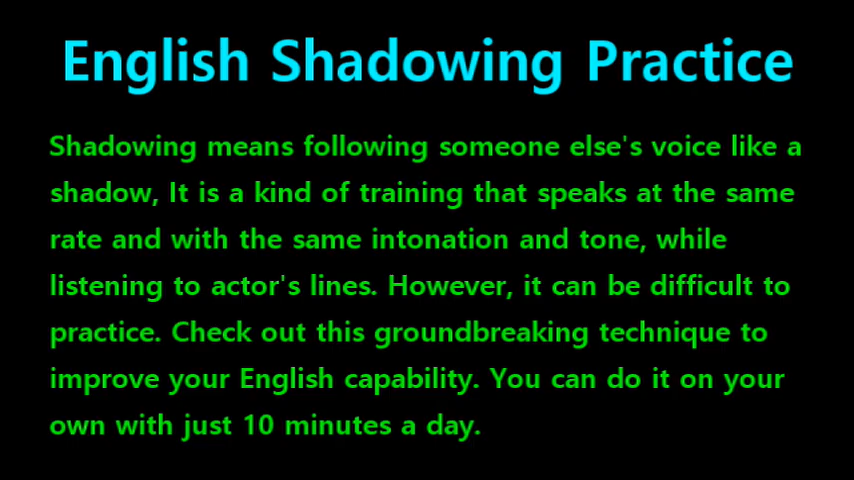 English Shadowing Practice
Shadowing means following someone else's voice like a
shadow, It is a kind of training that speaks at the same
rate and with the same intonation and tone, while
listening to actor's lines. However, it can be difficult to
practice. Check out this groundbreaking technique to
improve your English capability. You can do it on your
own with just 10 minutes a day.